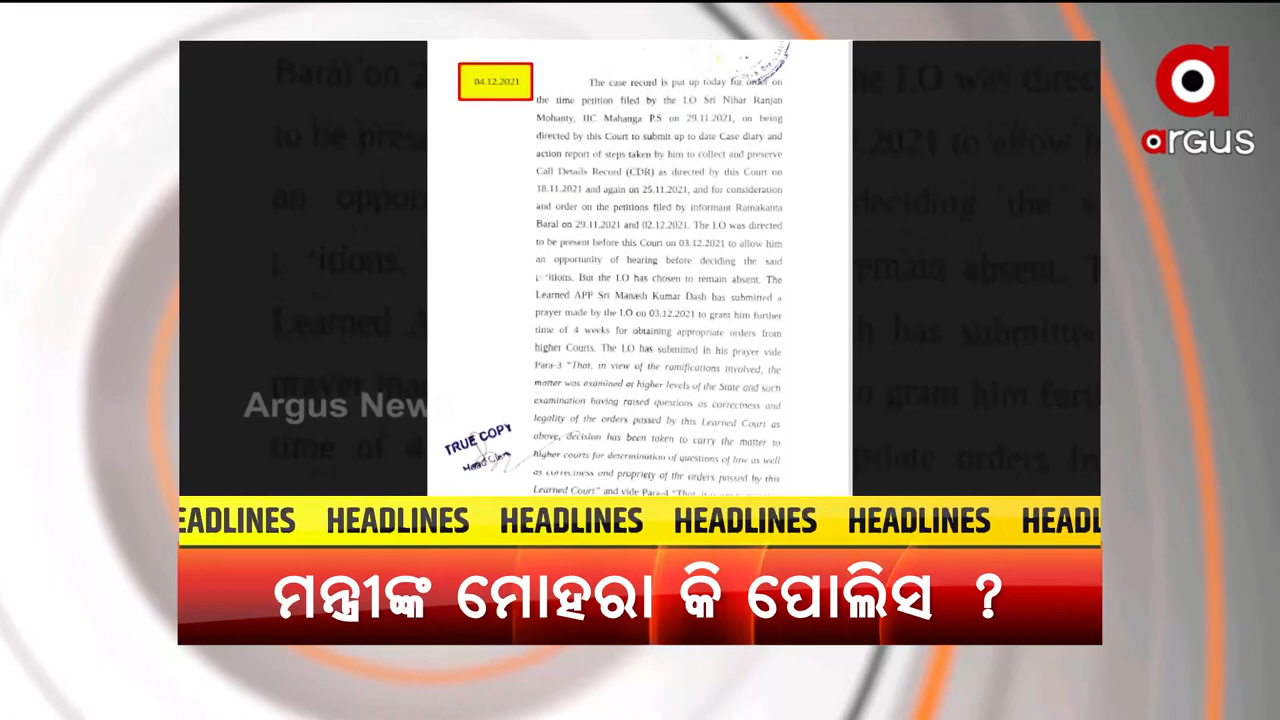 04.12.2021
The case record is put up today for order on
the time petition filed by the I.O Sri Nihar Ranjan
Mohanty, IIC Mahanga P.S on 29.11.2021, on being
directed by this Court to submit up to date Case diary and
action report of steps taken by him to collect and preserve
Call Details Record (CDR) as directed by this Court on
18.11.2021 and again on 25.11.2021, and for consideration
and order on the petitions filed by informant Ramakanta
Baral on 29.11.2021 and 02.12.2021. The I.O was directed
to be present before this Court on 03.12.2021 to allow him
an opportunity of hearing before deciding the said
But the I.O has chosen to remain absent. The
Learned APP Sri Manash Kumar Dash has submitted a
prayer made by the I.O on 03.12.2021 to grant him further
time of 4 weeks for obtaining appropriate orders from
higher Courts. The I.O has submitted in his prayer vide
Para-3 "That, in view of the ramifications involved, the
matter was examined at higher levels of the State and such
examination having raised questions as correctness and
legality of the orders passed by this Learned Court as
above, decision has been taken to carry the matter to
higher courts for determination of questions of law as well
as correctness and propriety of the orders passed by this
Learned Court" and vide Para-4 "That,
TRUE COPY
Head Clerk
Argus News
argus
EADLINES HEADLINES HEADLINES HEADLINES HEADLINES HEADL
ମନ୍ତ୍ରୀଙ୍କ ମୋହରା କି ପୋଲିସ ?